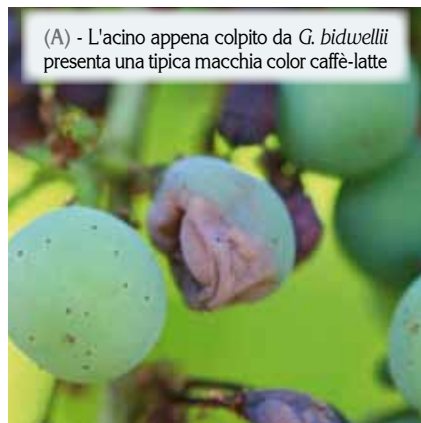 (A) - L'acino appena colpito da G. bidwellii
presenta una tipica macchia color caffè-latte